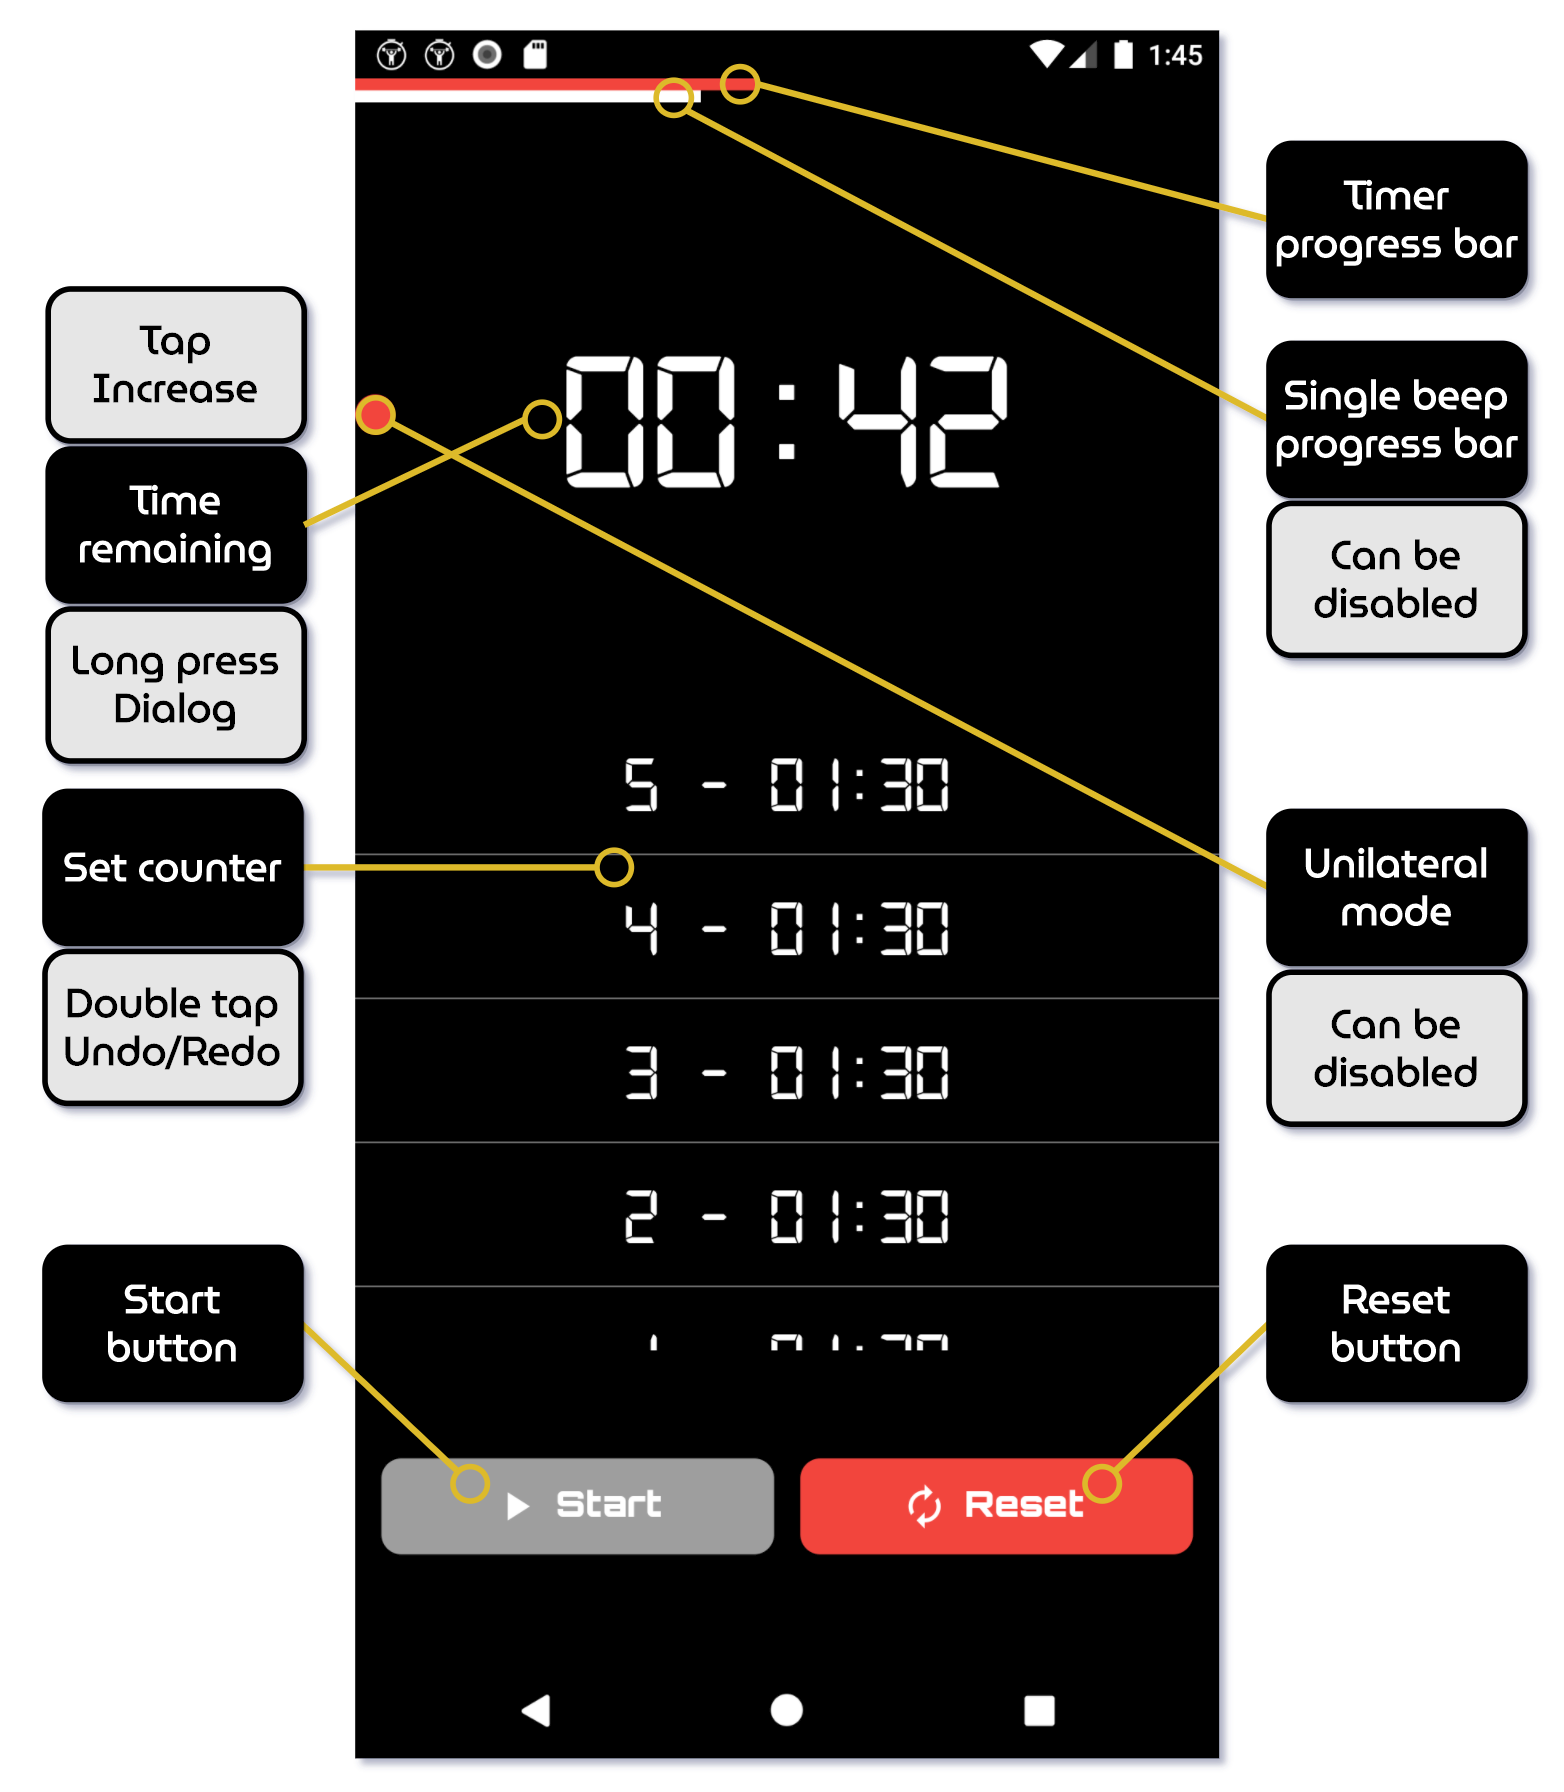 1:45
Timer
progress bar
Tap
Increase
Single beep
progress bar
00:42
Time
remaining
Can be
disabled
Long press
Dialog
5 - 01:30
Set counter
Unilateral
mode
4 - 01:30
Double tap
Undo/Redo
Can be
disabled
3 - 01:30
2 - 01:30
Start
button
Reset
button
Start
Reset